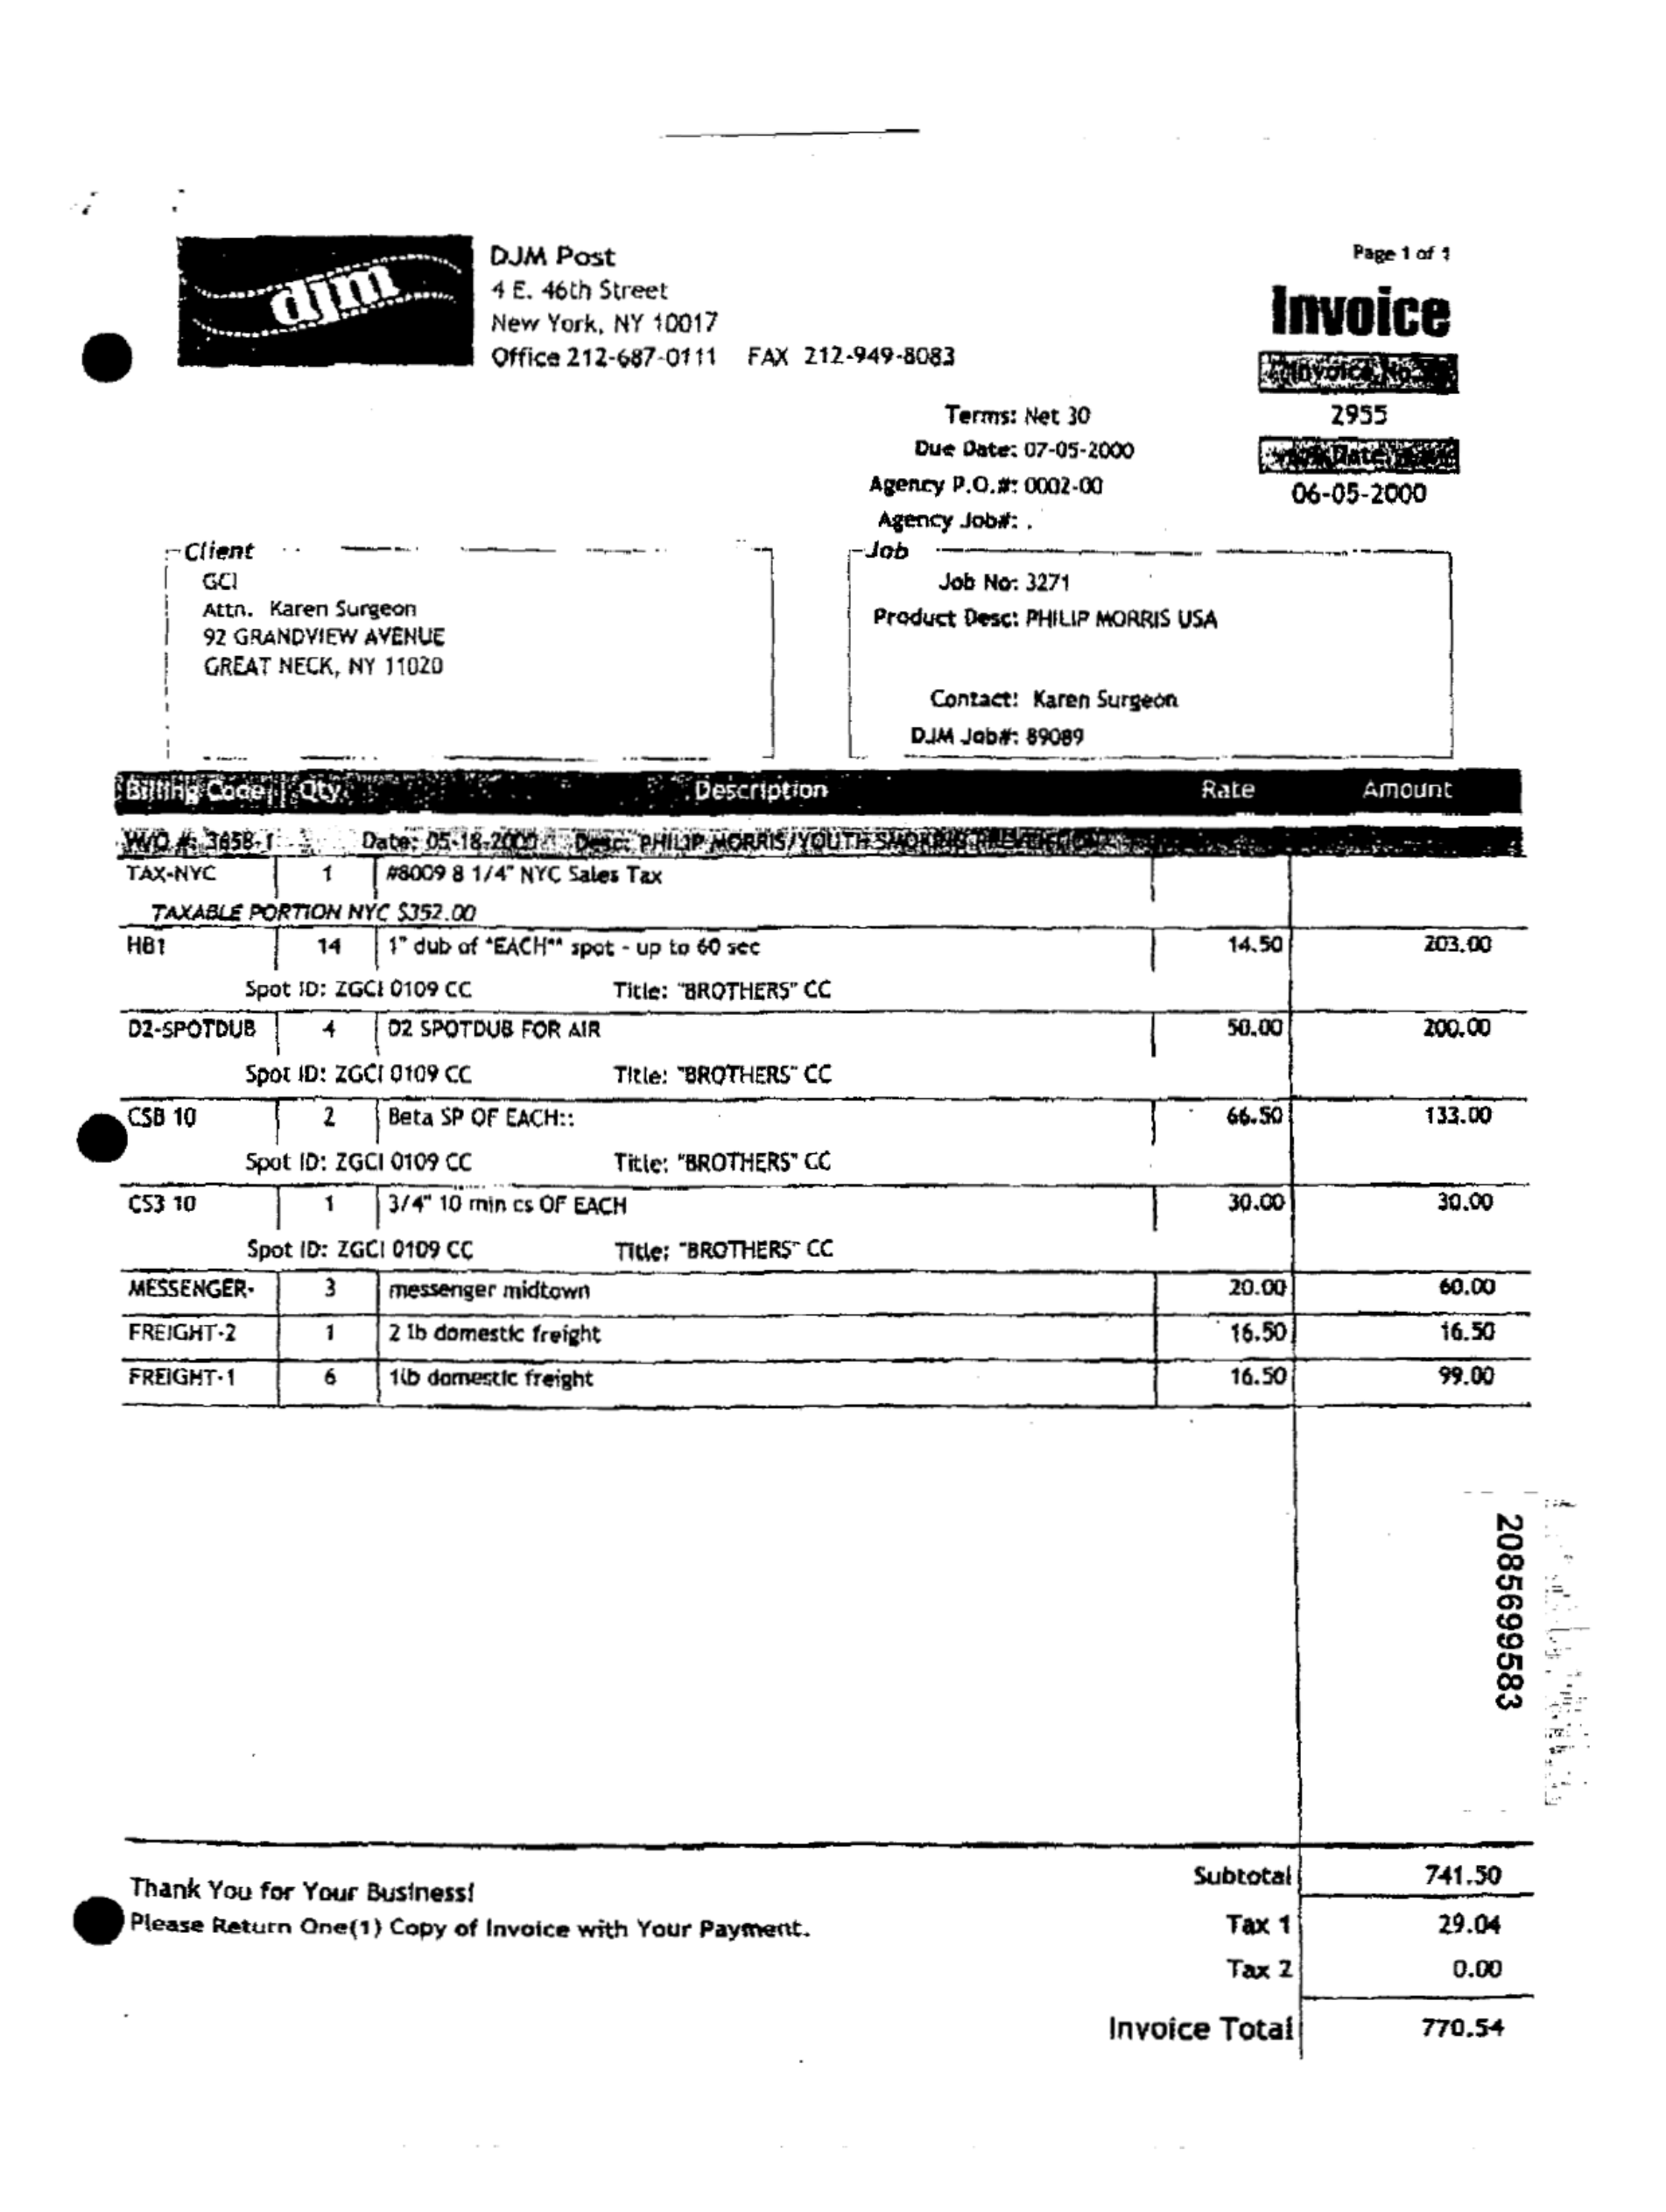 djm
DJM Post
4 E. 46th Street
New York, NY 10017
Office 212-687-0111 FAX 212-949-8083
Page 1 of 1
Invoice
Invoice No
2955
Date
06-05-2000
Terms: Net 30
Due Date: 07-05-2000
Agency P.O.#: 0002-00
Agency Job#: .
Client
GCI
Attn. Karen Surgeon
92 GRANDVIEW AVENUE
GREAT NECK, NY 11020
Job
Job No: 3271
Product Desc: PHILIP MORRIS USA
Contact: Karen Surgeon
DJM Job#: 89089
Billing Code Qty. Description Rate Amount
W/O #: 3658-1 Date: 05-18-2000 Desc: PHILIP MORRIS/YOUTH SMOKING PREVENTION
TAX-NYC 1 #8009 8 1/4" NYC Sales Tax
TAXABLE PORTION NYC $352.00
HB1 14 1" dub of *EACH** spot - up to 60 sec 14.50 203.00
Spot ID: ZGCI 0109 CC Title: "BROTHERS" CC
D2-SPOTDUB 4 D2 SPOTDUB FOR AIR 50.00 200.00
Spot ID: ZGCI 0109 CC Title: "BROTHERS" CC
CSB 10 2 Beta SP OF EACH:: 66.50 133.00
Spot ID: ZGCI 0109 CC Title: "BROTHERS" CC
CS3 10 1 3/4" 10 min cs OF EACH 30.00 30.00
Spot ID: ZGCI 0109 CC Title: "BROTHERS" CC
MESSENGER- 3 messenger midtown 20.00 60.00
FREIGHT-2 1 2 lb domestic freight 16.50 16.50
FREIGHT-1 6 1lb domestic freight 16.50 99.00
2085699583
Thank You for Your Business!
Please Return One(1) Copy of Invoice with Your Payment.
Subtotal 741.50
Tax 1 29.04
Tax 2 0.00
Invoice Total 770.54